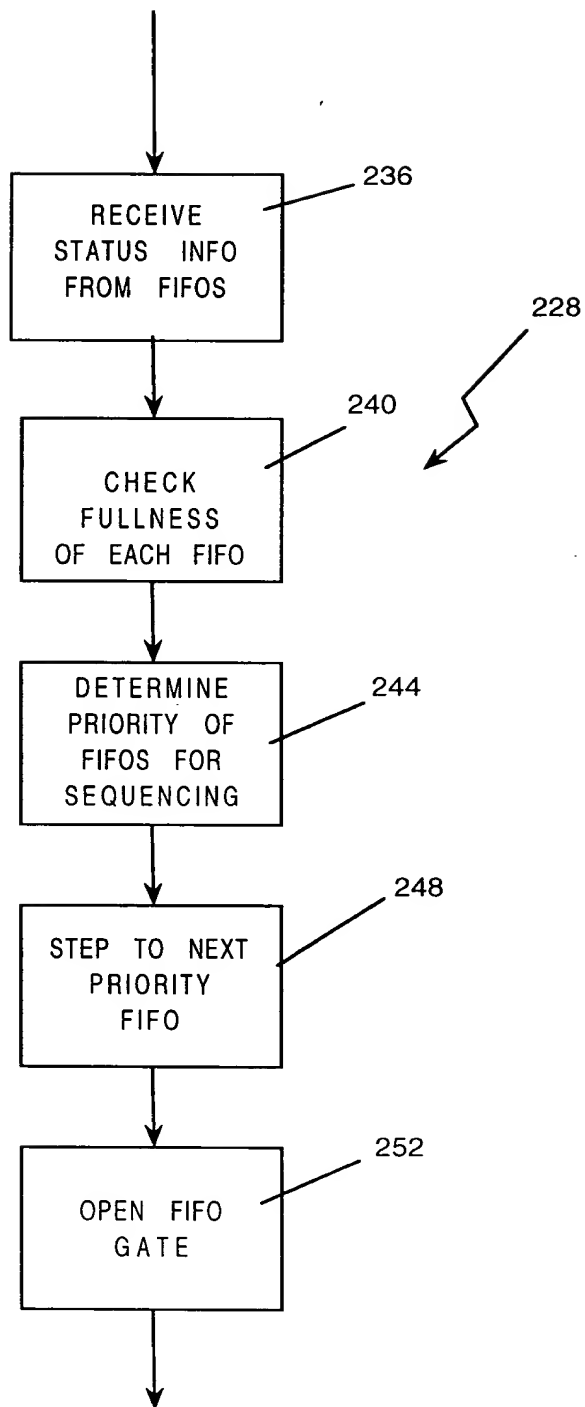 236
RECEIVE
STATUS INFO
FROM FIFOS
228
240
CHECK
FULLNESS
OF EACH FIFO
244
DETERMINE
PRIORITY OF
FIFOS FOR
SEQUENCING
248
STEP TO NEXT
PRIORITY
FIFO
252
OPEN FIFO
GATE